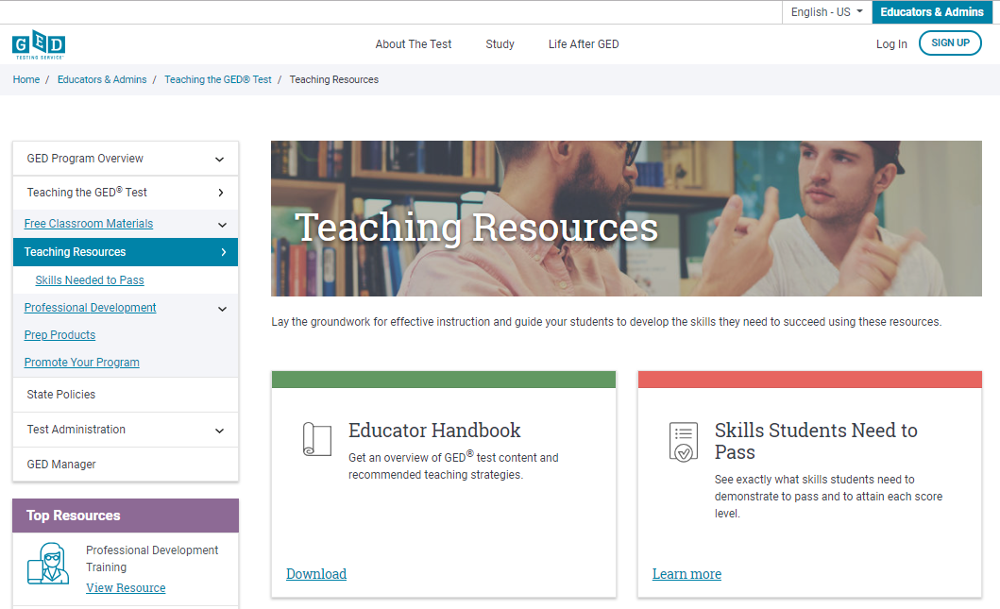 English - US
Educators & Admins
GED
TESTING SERVICE®
About The Test
Study
Life After GED
Log In
SIGN UP
Home / Educators & Admins / Teaching the GED® Test / Teaching Resources
GED Program Overview
Teaching the GED® Test
Free Classroom Materials
Teaching Resources
Skills Needed to Pass
Professional Development
Prep Products
Promote Your Program
State Policies
Test Administration
GED Manager
Top Resources
Professional Development
Training
View Resource
Teaching Resources
Lay the groundwork for effective instruction and guide your students to develop the skills they need to succeed using these resources.
Educator Handbook
Get an overview of GED® test content and
recommended teaching strategies.
Download
Skills Students Need to
Pass
See exactly what skills students need to
demonstrate to pass and to attain each score
level.
Learn more